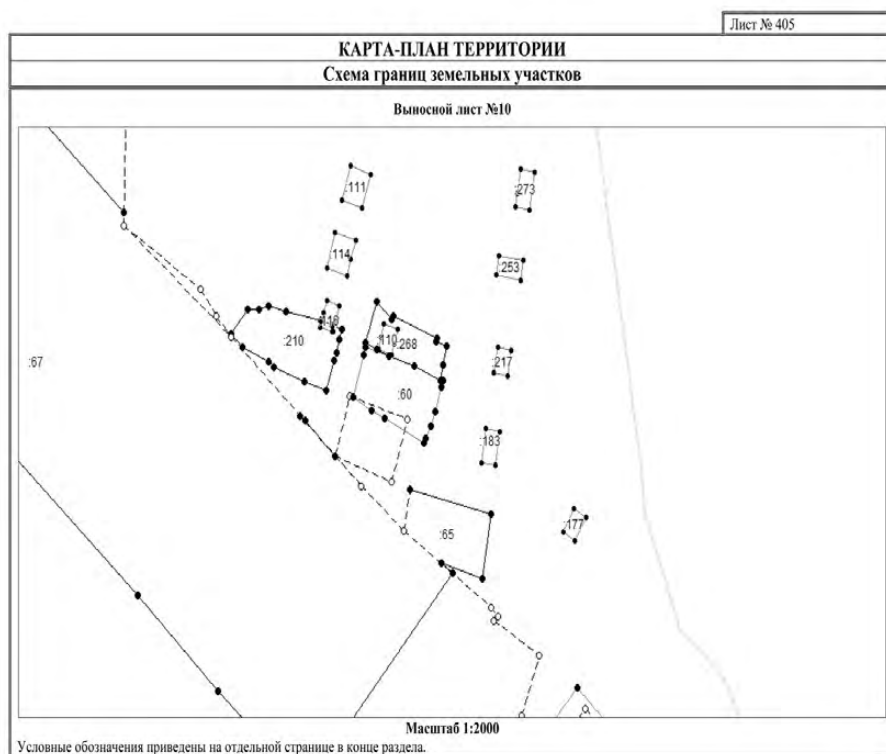 Лист № 405
КАРТА-ПЛАН ТЕРРИТОРИИ
Схема границ земельных участков
Выносной лист №10
:111
:273
:114
:253
:210
:110
:268
:67
:217
:60
:183
:177
:65
Масштаб 1:2000
Условные обозначения приведены на отдельной странице в конце раздела.